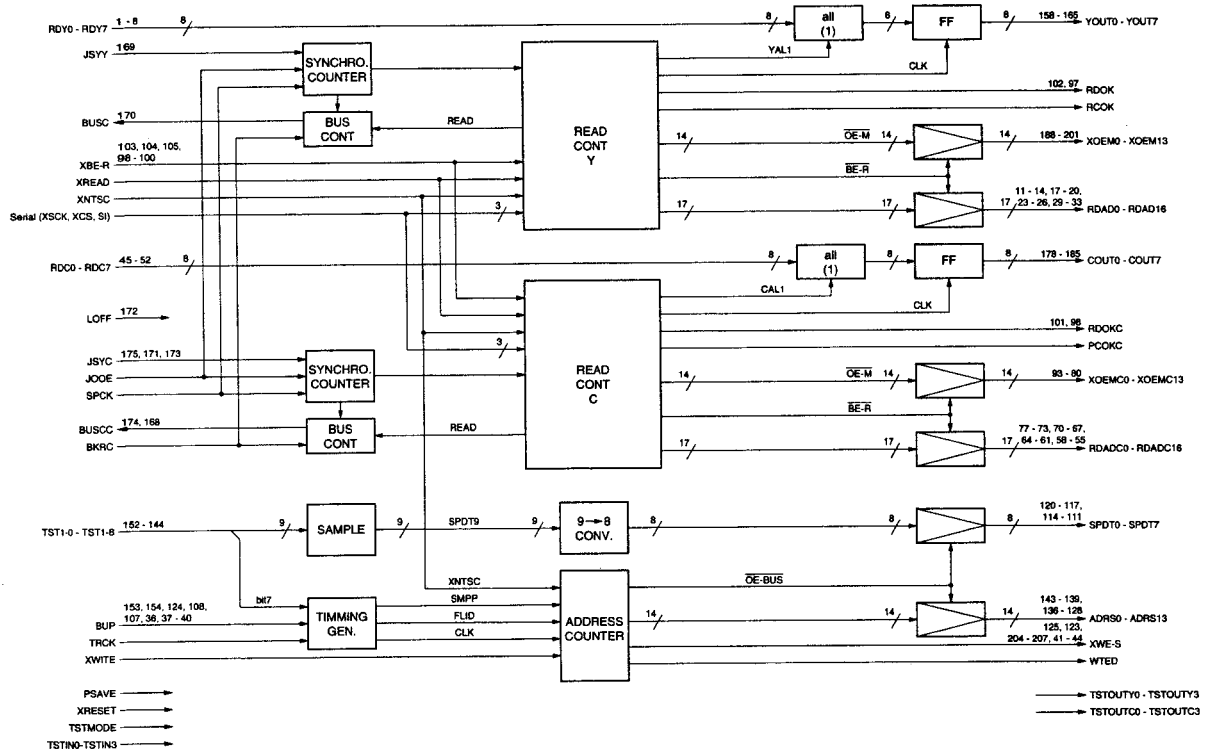 RDY0 - RDY7 1 - 8 8 8 all (1) 8 FF 8 158 - 165 YOUT0 - YOUT7
JSYY 169
SYNCHRO. COUNTER
YAL1
CLK
102, 97 RDOK
RCOK
BUSC 170
BUS CONT
READ
READ CONT Y
14 OE-M 14 14 188 - 201 XOEM0 - XOEM13
103, 104, 105,
XBE-R 98 - 100
XREAD
BE-R
XNTSC
11 - 14, 17 - 20,
Serial (XSCK, XCS, SI) 3 17 17 17 23 - 26, 29 - 33 RDAD0 - RDAD16
RDC0 - RDC7 45 - 52 8 8 all (1) 8 FF 8 178 - 185 COUT0 - COUT7
CAL1
CLK
LOFF 172
101, 98 RDOKC
3
PCOKC
JSYC 175, 171, 173
JOOE
SPCK
SYNCHRO. COUNTER
READ CONT C
14 OE-M 14 14 93 - 80 XOEMC0 - XOEMC13
BE-R
BUSCC 174, 168
BKRC
BUS CONT
READ
77 - 73, 70 - 67,
17 17 17 64 - 61, 58 - 55 RDADC0 - RDADC16
TST1-0 - TST1-8 152 - 144 9 SAMPLE 9 SPDT9 9 9→8 CONV. 8 8 8
120 - 117,
114 - 111 SPDT0 - SPDT7
XNTSC
OE-BUS
bit7
SMPP
153, 154, 124, 108,
BUP 107, 36, 37 - 40
TIMMING GEN.
FLID
ADDRESS COUNTER
14 14 14
143 - 139,
136 - 128 ADRS0 - ADRS13
TRCK
CLK
125, 123,
204 - 207, 41 - 44 XWE-S
XWITE
WTED
PSAVE
XRESET
TSTMODE
TSTIN0-TSTIN3
TSTOUTY0 - TSTOUTY3
TSTOUTC0 - TSTOUTC3